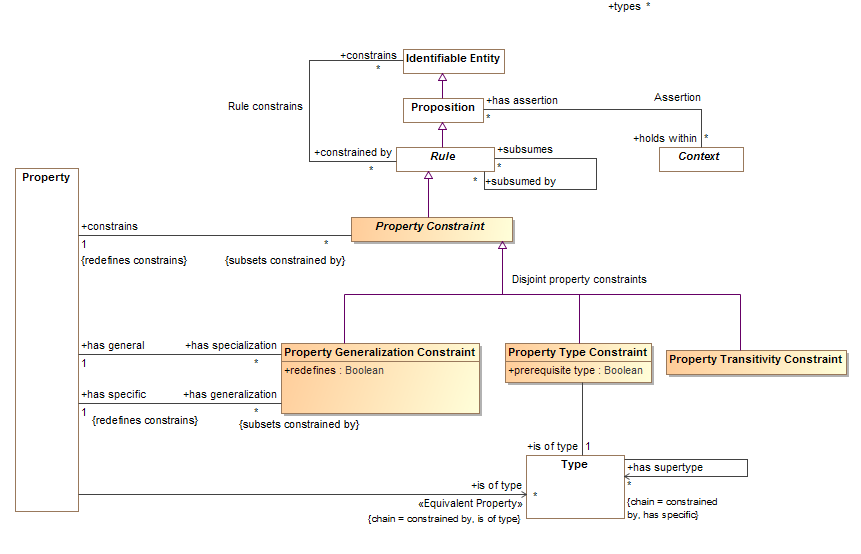 +types *
+constrains
*
Identifiable Entity
Rule constrains
Proposition
+has assertion
*
Assertion
+constrained by
*
Rule
+subsumes
*
+subsumed by
*
+holds within *
Context
Property
Property Constraint
+constrains
1
*
{redefines constrains}
{subsets constrained by}
Disjoint property constraints
+has general
1
+has specialization
*
Property Generalization Constraint
+redefines : Boolean
Property Type Constraint
+prerequisite type : Boolean
Property Transitivity Constraint
+has specific
1
+has generalization
*
{redefines constrains}
{subsets constrained by}
+is of type 1
Type
+has supertype
*
{chain = constrained
by, has specific}
+is of type
*
«Equivalent Property»
{chain = constrained by, is of type}